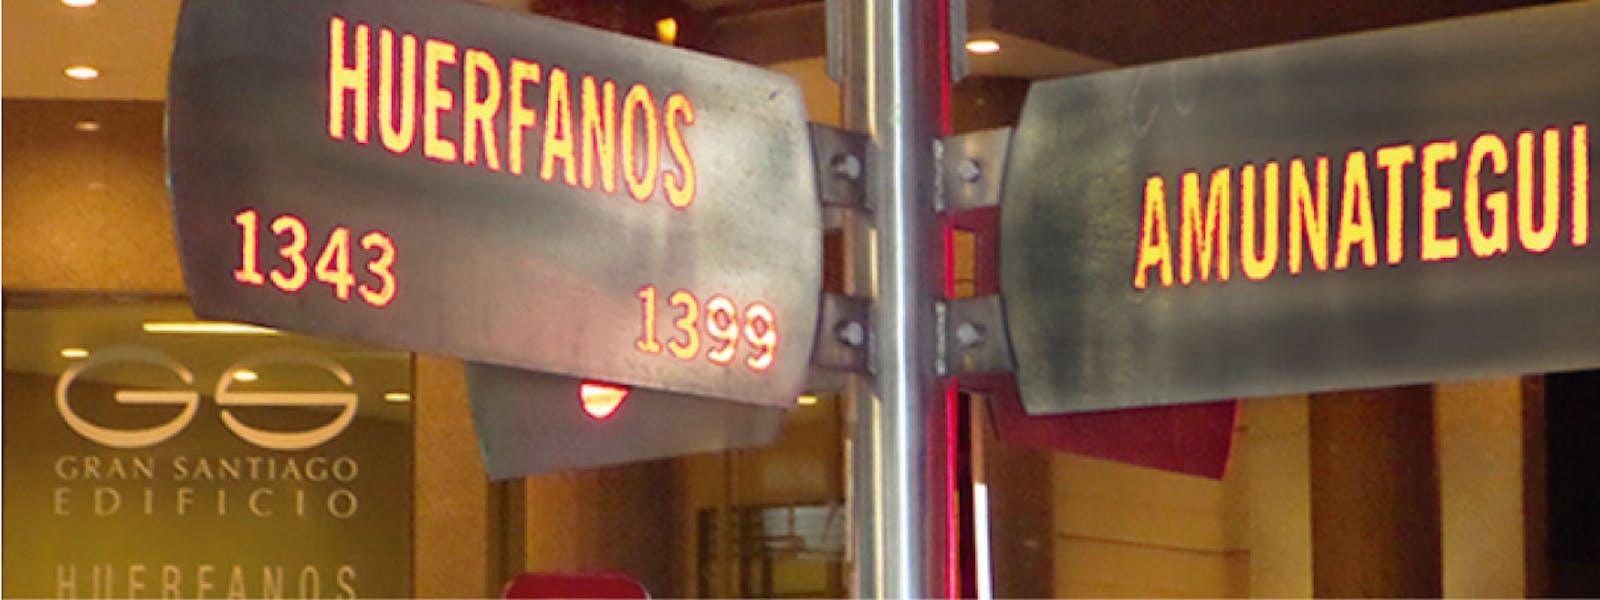 HUERFANOS
1343 1399
AMUNATEGUI
GS
GRAN SANTIAGO
EDIFICIO
HUERFANOS